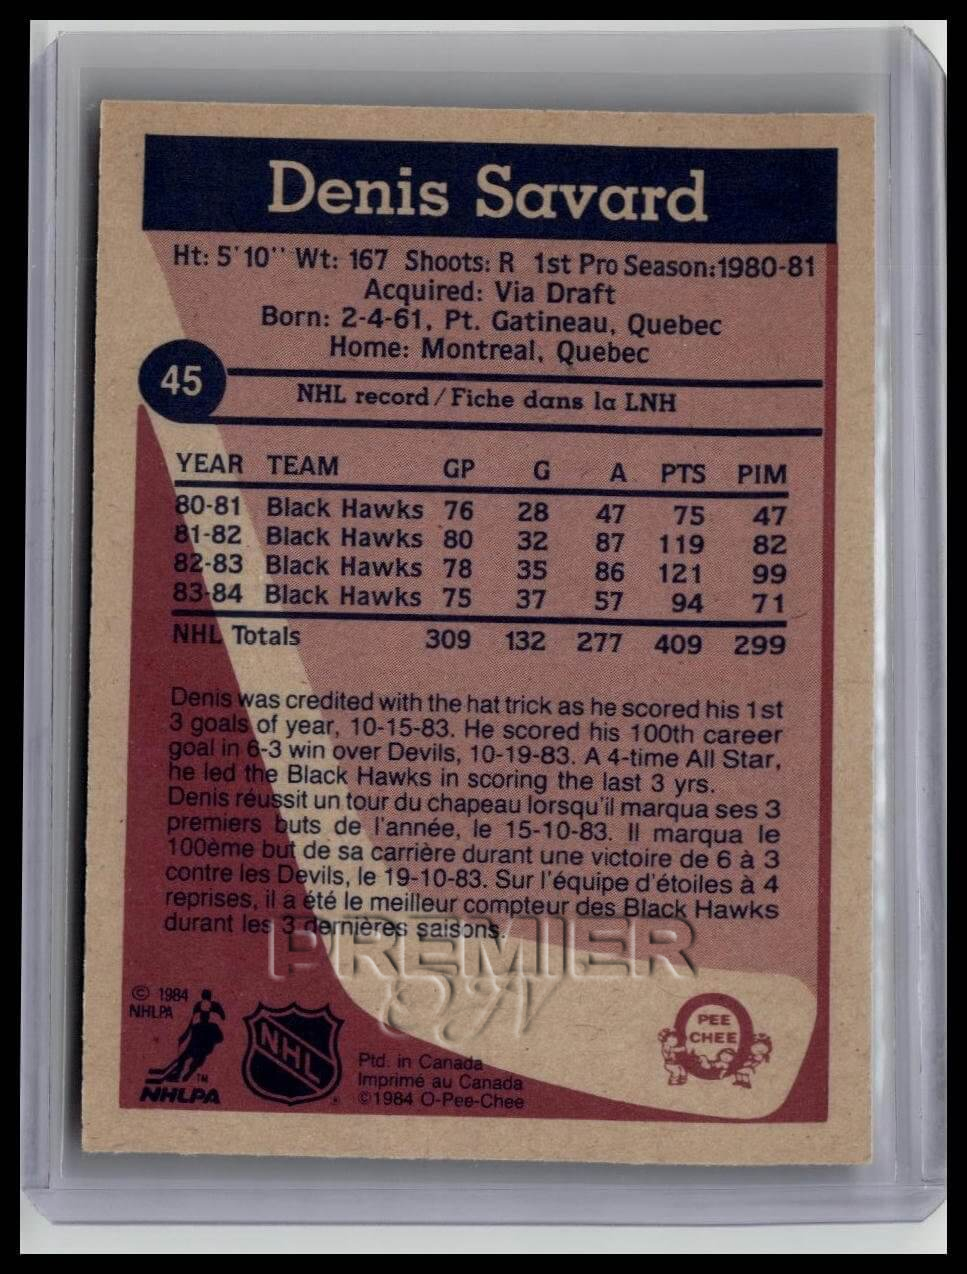 Denis Savard
Ht: 5'10" Wt: 167 Shoots: R 1st Pro Season:1980-81
Acquired: Via Draft
Born: 2-4-61, Pt. Gatineau, Quebec
Home: Montreal, Quebec
45
NHL record/Fiche dans la LNH
YEAR TEAM GP G A PTS PIM
80-81 Black Hawks 76 28 47 75 47
81-82 Black Hawks 80 32 87 119 82
82-83 Black Hawks 78 35 86 121 99
83-84 Black Hawks 75 37 57 94 71
NHL Totals 309 132 277 409 299
Denis was credited with the hat trick as he scored his 1st
3 goals of year, 10-15-83. He scored his 100th career
goal in 6-3 win over Devils, 10-19-83. A 4-time All Star,
he led the Black Hawks in scoring the last 3 yrs.
Denis réussit un tour du chapeau lorsqu'il marqua ses 3
premiers buts de l'année, le 15-10-83. Il marqua le
100ème but de sa carrière durant une victoire de 6 à 3
contre les Devils, le 19-10-83. Sur l'équipe d'étoiles à 4
reprises, il a été le meilleur compteur des Black Hawks
durant les 3 dernières saisons.
PREMIER
© 1984
NHLPA
TM
NHLPA
NHL
®
Ptd. in Canada
Imprimé au Canada
©1984 O-Pee-Chee
PEE
CHEE